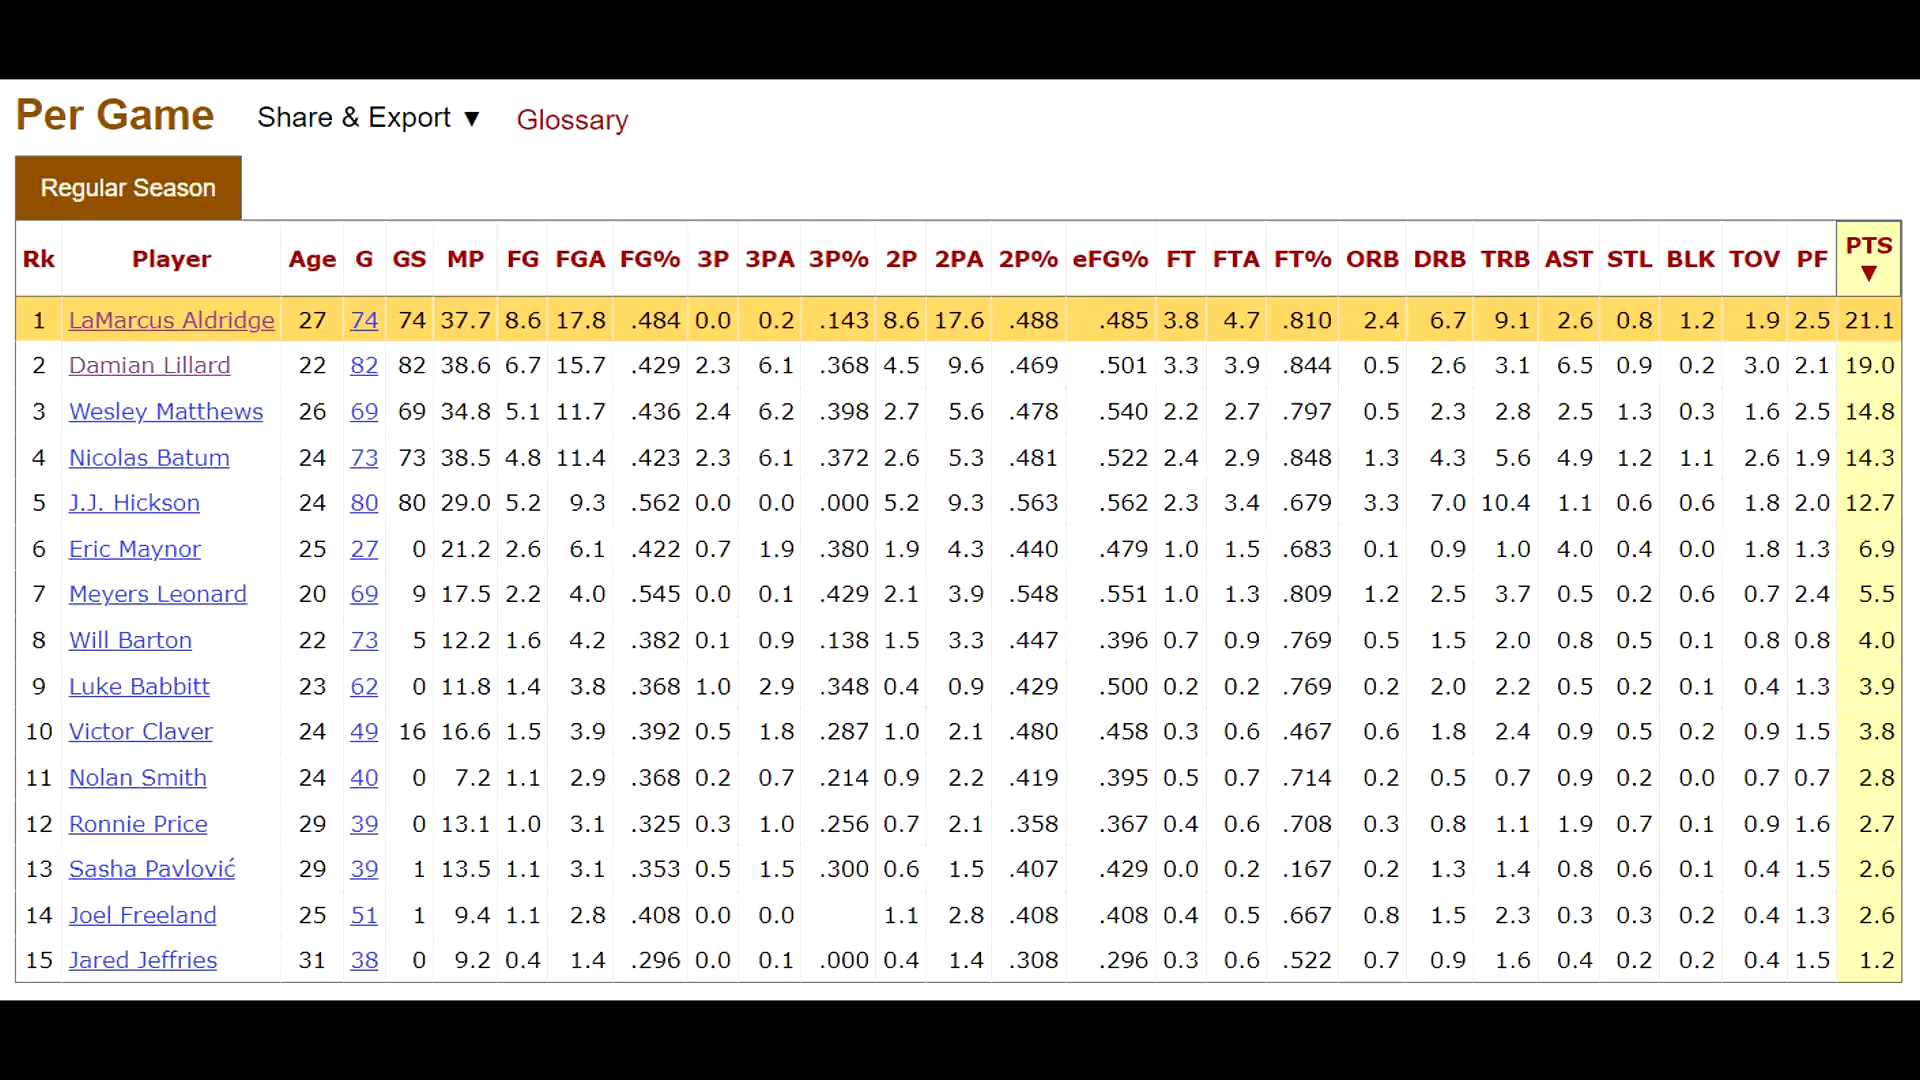 Per Game Share & Export ▼ Glossary
Regular Season
Rk Player Age G GS MP FG FGA FG% 3P 3PA 3P% 2P 2PA 2P% eFG% FT FTA FT% ORB DRB TRB AST STL BLK TOV PF PTS ▼
1 LaMarcus Aldridge 27 74 74 37.7 8.6 17.8 .484 0.0 0.2 .143 8.6 17.6 .488 .485 3.8 4.7 .810 2.4 6.7 9.1 2.6 0.8 1.2 1.9 2.5 21.1
2 Damian Lillard 22 82 82 38.6 6.7 15.7 .429 2.3 6.1 .368 4.5 9.6 .469 .501 3.3 3.9 .844 0.5 2.6 3.1 6.5 0.9 0.2 3.0 2.1 19.0
3 Wesley Matthews 26 69 69 34.8 5.1 11.7 .436 2.4 6.2 .398 2.7 5.6 .478 .540 2.2 2.7 .797 0.5 2.3 2.8 2.5 1.3 0.3 1.6 2.5 14.8
4 Nicolas Batum 24 73 73 38.5 4.8 11.4 .423 2.3 6.1 .372 2.6 5.3 .481 .522 2.4 2.9 .848 1.3 4.3 5.6 4.9 1.2 1.1 2.6 1.9 14.3
5 J.J. Hickson 24 80 80 29.0 5.2 9.3 .562 0.0 0.0 .000 5.2 9.3 .563 .562 2.3 3.4 .679 3.3 7.0 10.4 1.1 0.6 0.6 1.8 2.0 12.7
6 Eric Maynor 25 27 0 21.2 2.6 6.1 .422 0.7 1.9 .380 1.9 4.3 .440 .479 1.0 1.5 .683 0.1 0.9 1.0 4.0 0.4 0.0 1.8 1.3 6.9
7 Meyers Leonard 20 69 9 17.5 2.2 4.0 .545 0.0 0.1 .429 2.1 3.9 .548 .551 1.0 1.3 .809 1.2 2.5 3.7 0.5 0.2 0.6 0.7 2.4 5.5
8 Will Barton 22 73 5 12.2 1.6 4.2 .382 0.1 0.9 .138 1.5 3.3 .447 .396 0.7 0.9 .769 0.5 1.5 2.0 0.8 0.5 0.1 0.8 0.8 4.0
9 Luke Babbitt 23 62 0 11.8 1.4 3.8 .368 1.0 2.9 .348 0.4 0.9 .429 .500 0.2 0.2 .769 0.2 2.0 2.2 0.5 0.2 0.1 0.4 1.3 3.9
10 Victor Claver 24 49 16 16.6 1.5 3.9 .392 0.5 1.8 .287 1.0 2.1 .480 .458 0.3 0.6 .467 0.6 1.8 2.4 0.9 0.5 0.2 0.9 1.5 3.8
11 Nolan Smith 24 40 0 7.2 1.1 2.9 .368 0.2 0.7 .214 0.9 2.2 .419 .395 0.5 0.7 .714 0.2 0.5 0.7 0.9 0.2 0.0 0.7 0.7 2.8
12 Ronnie Price 29 39 0 13.1 1.0 3.1 .325 0.3 1.0 .256 0.7 2.1 .358 .367 0.4 0.6 .708 0.3 0.8 1.1 1.9 0.7 0.1 0.9 1.6 2.7
13 Sasha Pavlović 29 39 1 13.5 1.1 3.1 .353 0.5 1.5 .300 0.6 1.5 .407 .429 0.0 0.2 .167 0.2 1.3 1.4 0.8 0.6 0.1 0.4 1.5 2.6
14 Joel Freeland 25 51 1 9.4 1.1 2.8 .408 0.0 0.0 1.1 2.8 .408 .408 0.4 0.5 .667 0.8 1.5 2.3 0.3 0.3 0.2 0.4 1.3 2.6
15 Jared Jeffries 31 38 0 9.2 0.4 1.4 .296 0.0 0.1 .000 0.4 1.4 .308 .296 0.3 0.6 .522 0.7 0.9 1.6 0.4 0.2 0.2 0.4 1.5 1.2